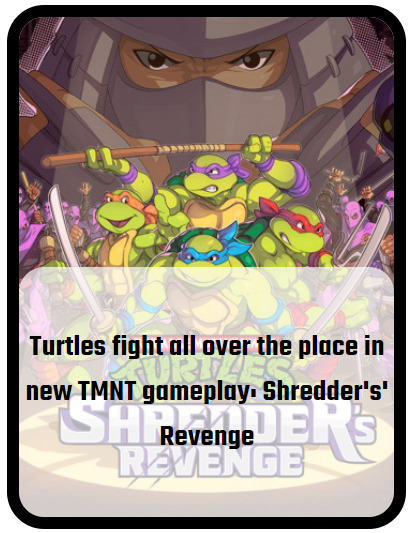 Turtles fight all over the place in
new TMNT gameplay: Shredder's'
Revenge
TURTLES
SHREDDER'S
REVENGE